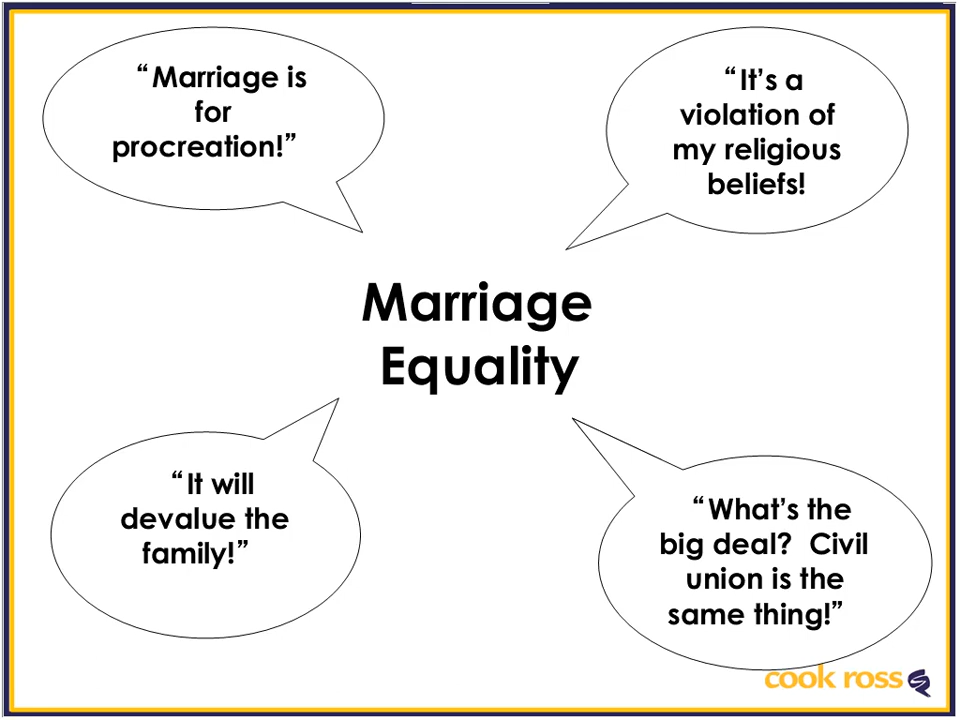 “Marriage is
for
procreation!”
“It’s a
violation of
my religious
beliefs!
Marriage
Equality
“It will
devalue the
family!”
“What’s the
big deal?  Civil
union is the
same thing!”
cook ross